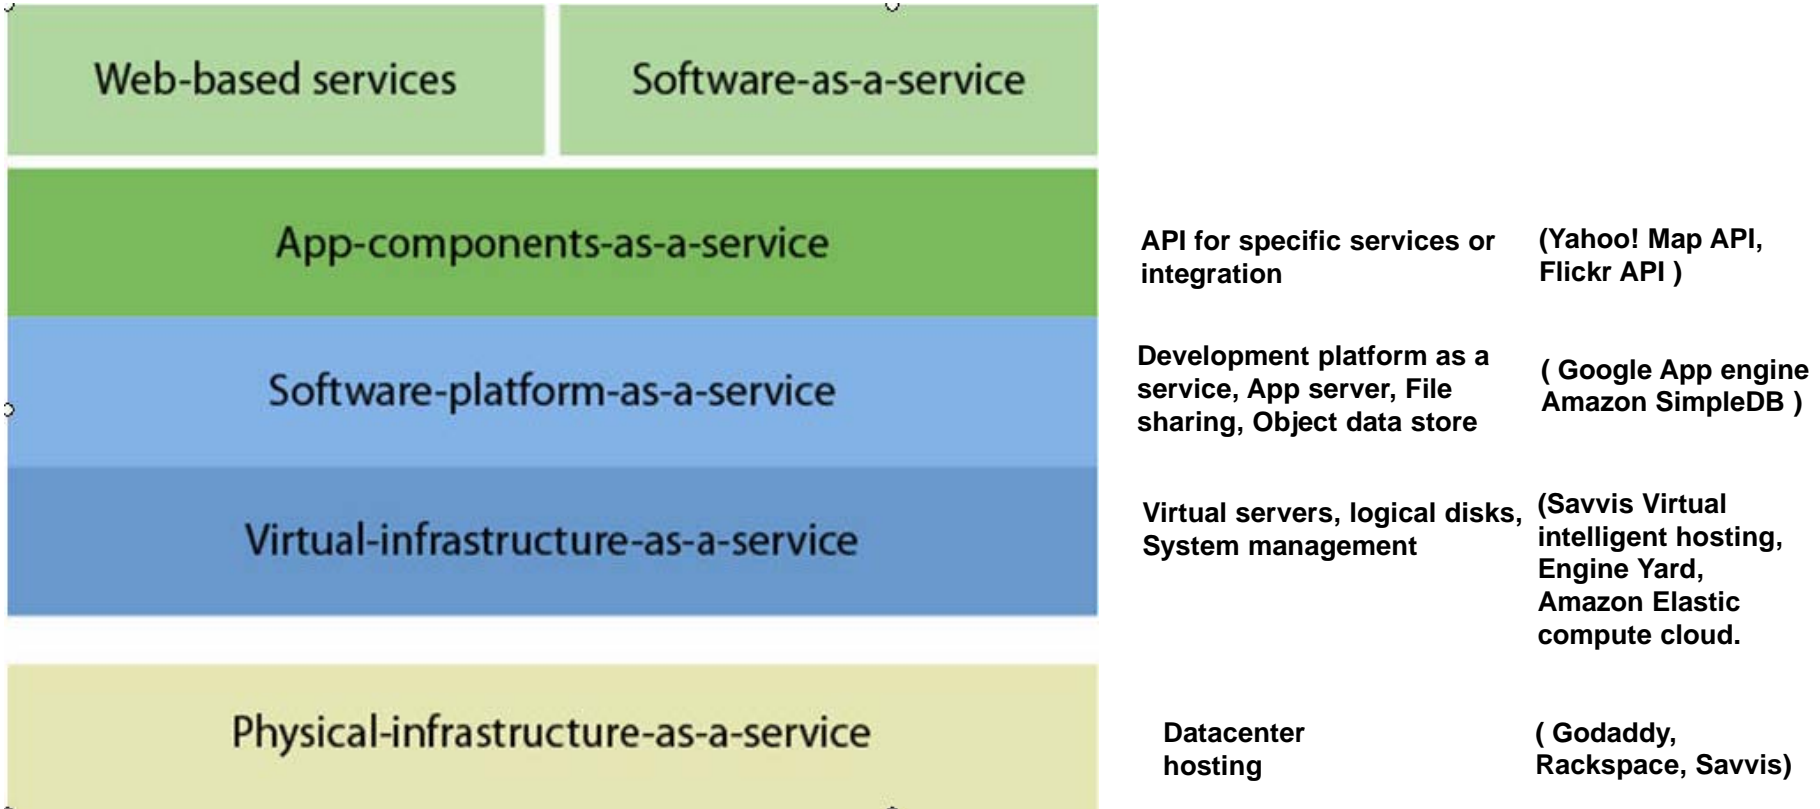 Web-based services
Software-as-a-service
App-components-as-a-service
API for specific services or
integration
(Yahoo! Map API,
Flickr API )
Software-platform-as-a-service
Development platform as a
service, App server, File
sharing, Object data store
( Google App engine
Amazon SimpleDB )
Virtual-infrastructure-as-a-service
Virtual servers, logical disks,
System management
(Savvis Virtual
intelligent hosting,
Engine Yard,
Amazon Elastic
compute cloud.
Physical-infrastructure-as-a-service
Datacenter
hosting
( Godaddy,
Rackspace, Savvis)